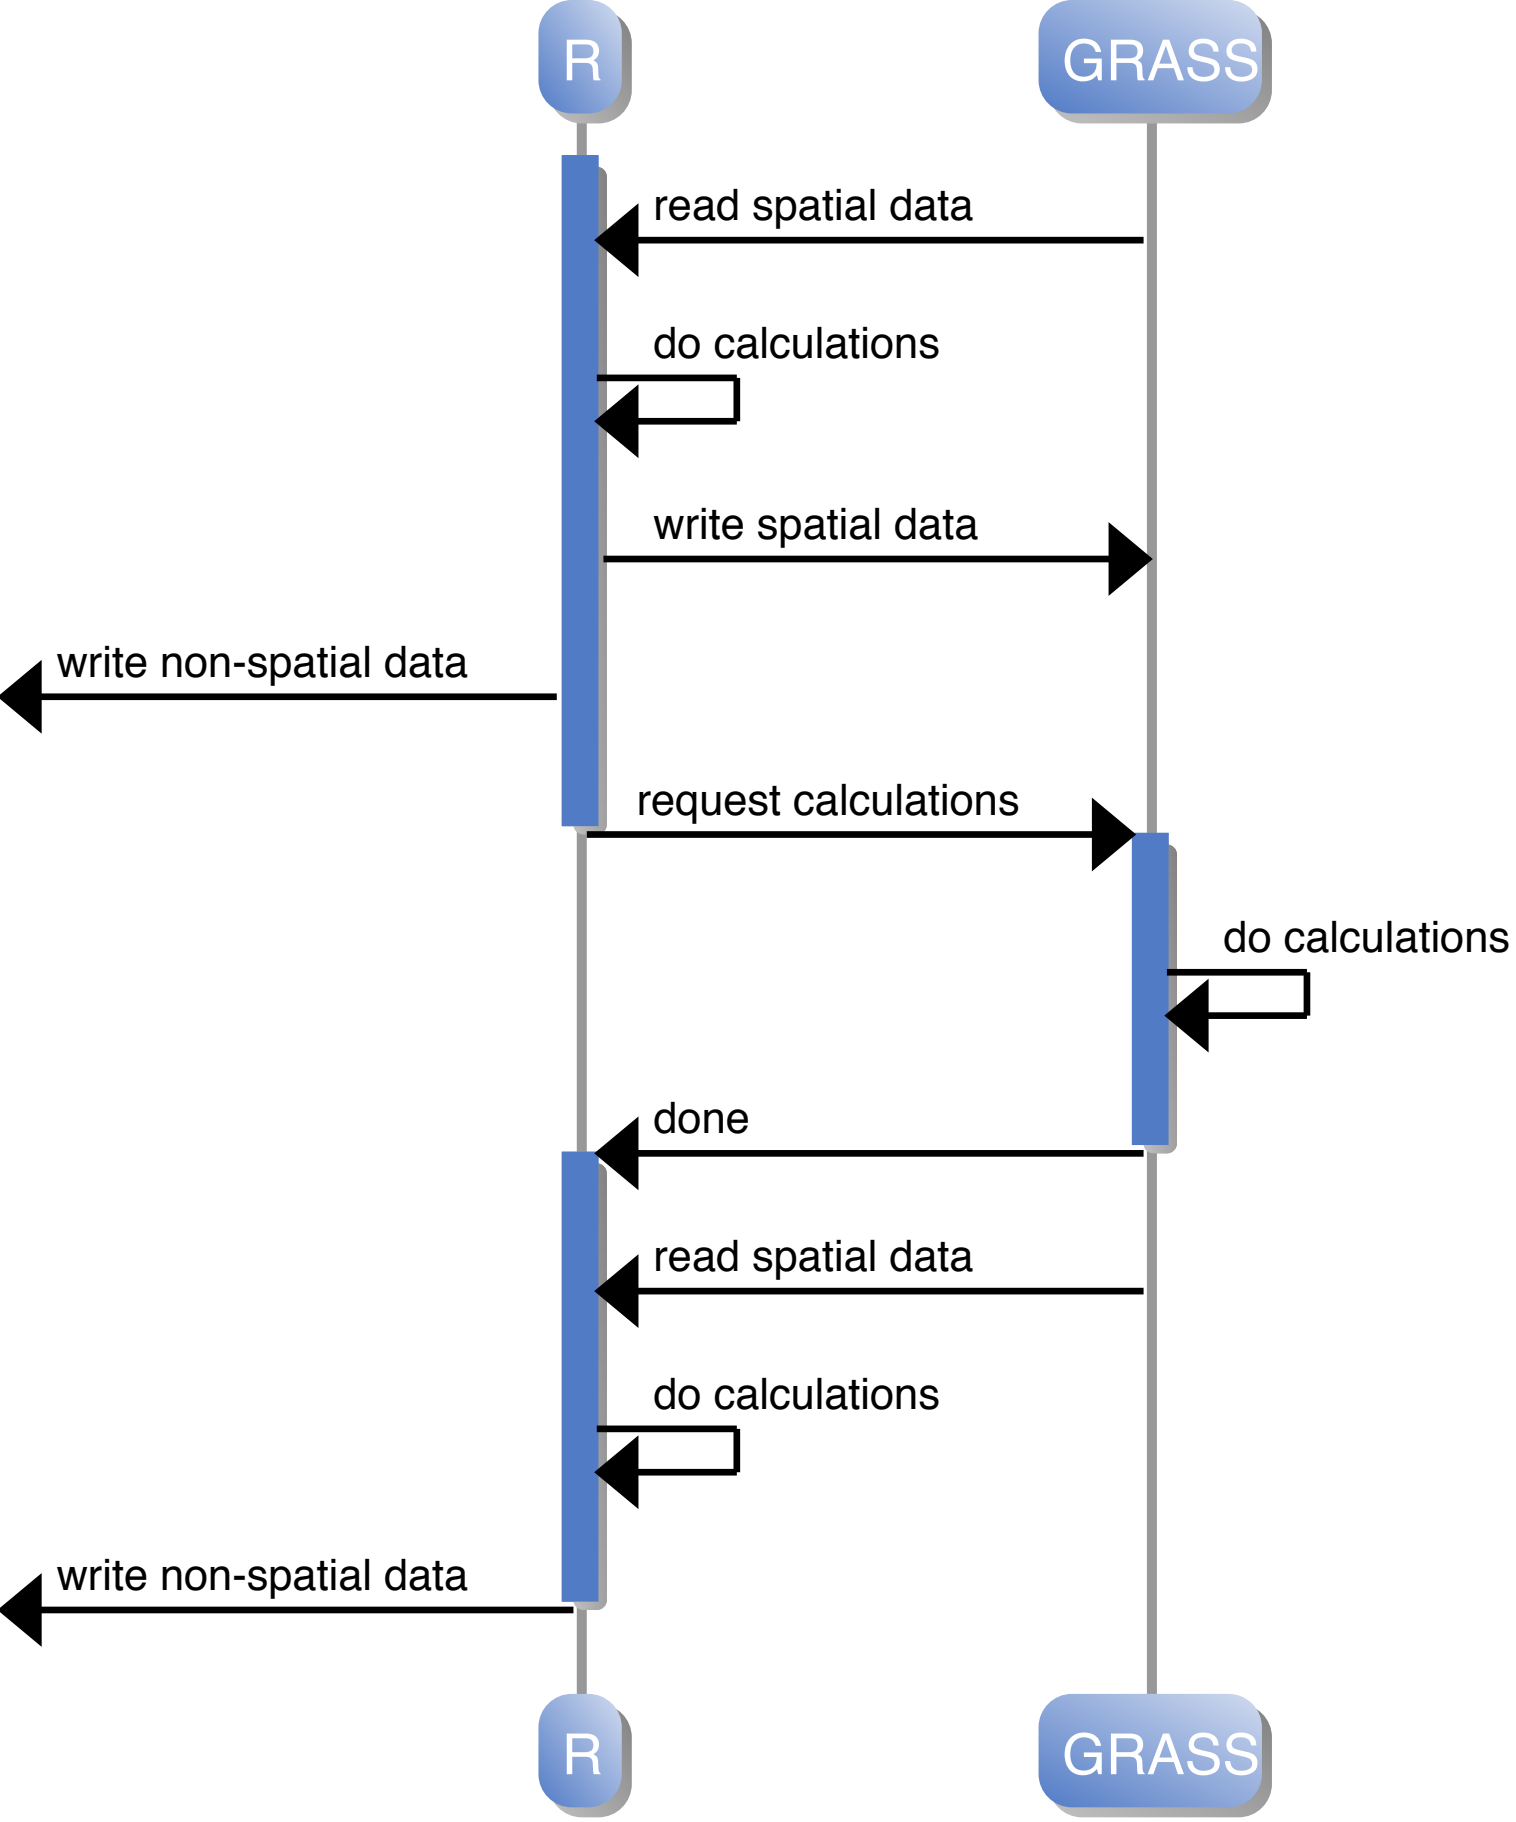 R
GRASS
read spatial data
do calculations
write spatial data
write non-spatial data
request calculations
do calculations
done
read spatial data
do calculations
write non-spatial data
R
GRASS